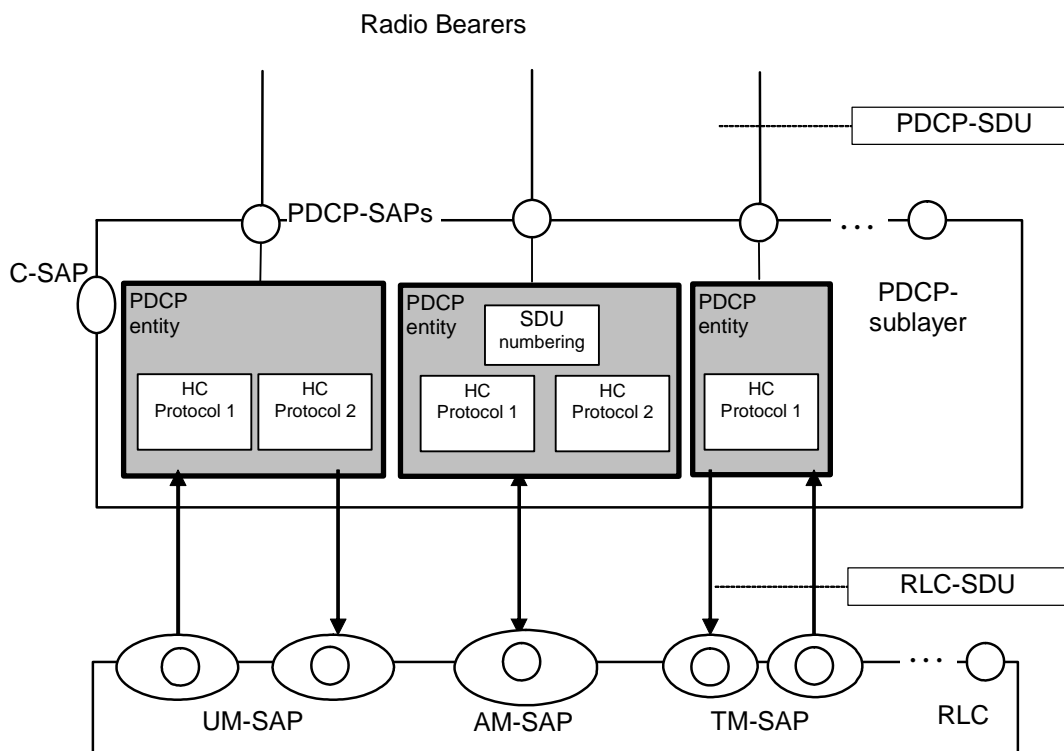 Radio Bearers
PDCP-SDU
PDCP-SAPs
...
C-SAP
PDCP
entity
HC
Protocol 1
HC
Protocol 2
PDCP
entity
SDU
numbering
HC
Protocol 1
HC
Protocol 2
PDCP
entity
HC
Protocol 1
PDCP-
sublayer
RLC-SDU
...
UM-SAP
AM-SAP
TM-SAP
RLC